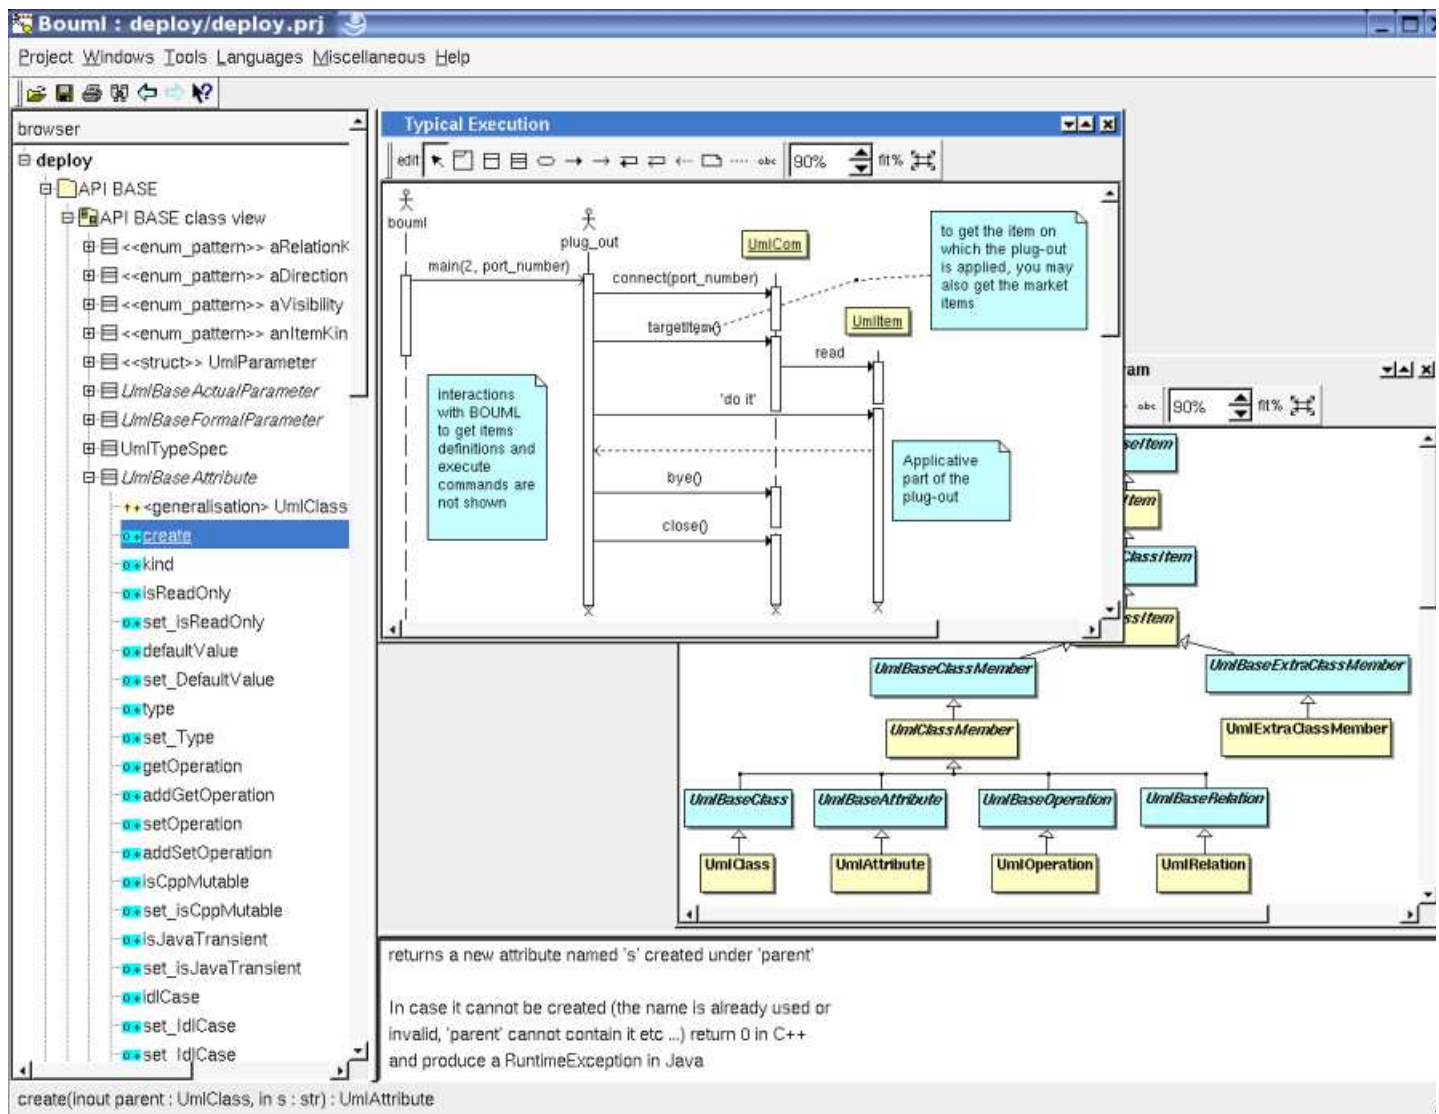 Bouml : deploy/deploy.prj
Project Windows Tools Languages Miscellaneous Help
browser
deploy
API BASE
API BASE class view
<<enum_pattern>> aRelationK
<<enum_pattern>> aDirection
<<enum_pattern>> aVisibility
<<enum_pattern>> anItemKin
<<struct>> UmlParameter
UmlBaseActualParameter
UmlBaseFormalParameter
UmlTypeSpec
UmlBaseAttribute
<generalisation> UmlClass
create
kind
isReadOnly
set_isReadOnly
defaultValue
set_DefaultValue
type
set_Type
getOperation
addGetOperation
setOperation
addSetOperation
isCppMutable
set_isCppMutable
isJavaTransient
set_isJavaTransient
idlCase
set_IdlCase
set_IdlCase
Typical Execution
edit
abc
90%
fit%
bouml
plug_out
UmlCom
UmlItem
main(2, port_number)
connect(port_number)
targetItem()
read
'do it'
bye()
close()
to get the item on
which the plug-out
is applied, you may
also get the market
items
interactions
with BOUML
to get items
definitions and
execute
commands are
not shown
Applicative
part of the
plug-out
ram
abc
90%
fit%
seItem
Item
ClassItem
ssItem
UmlBaseClassMember
UmlBaseExtraClassMember
UmlClassMember
UmlExtraClassMember
UmlBaseClass
UmlBaseAttribute
UmlBaseOperation
UmlBaseRelation
UmlClass
UmlAttribute
UmlOperation
UmlRelation
returns a new attribute named 's' created under 'parent'
In case it cannot be created (the name is already used or
invalid, 'parent' cannot contain it etc ...) return 0 in C++
and produce a RuntimeException in Java
create(inout parent : UmlClass, in s : str) : UmlAttribute